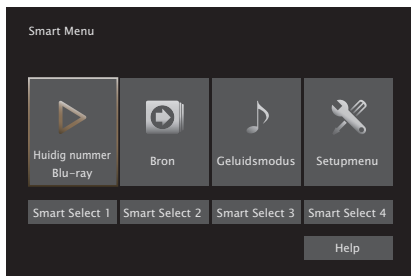 Smart Menu
Huidig nummer
Blu-ray
Bron
Geluidsmodus
Setupmenu
Smart Select 1
Smart Select 2
Smart Select 3
Smart Select 4
Help